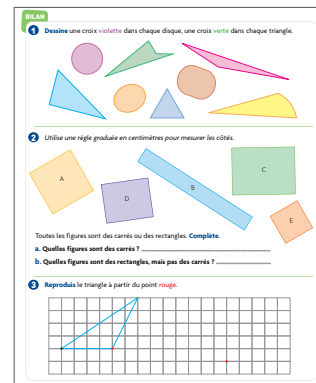 BILAN
1 Dessine une croix violette dans chaque disque, une croix verte dans chaque triangle.
2 Utilise une règle graduée en centimètres pour mesurer les côtés.
A
B
C
D
E
Toutes les figures sont des carrés ou des rectangles. Complète.
a. Quelles figures sont des carrés ?
b. Quelles figures sont des rectangles, mais pas des carrés ?
3 Reproduis le triangle à partir du point rouge.